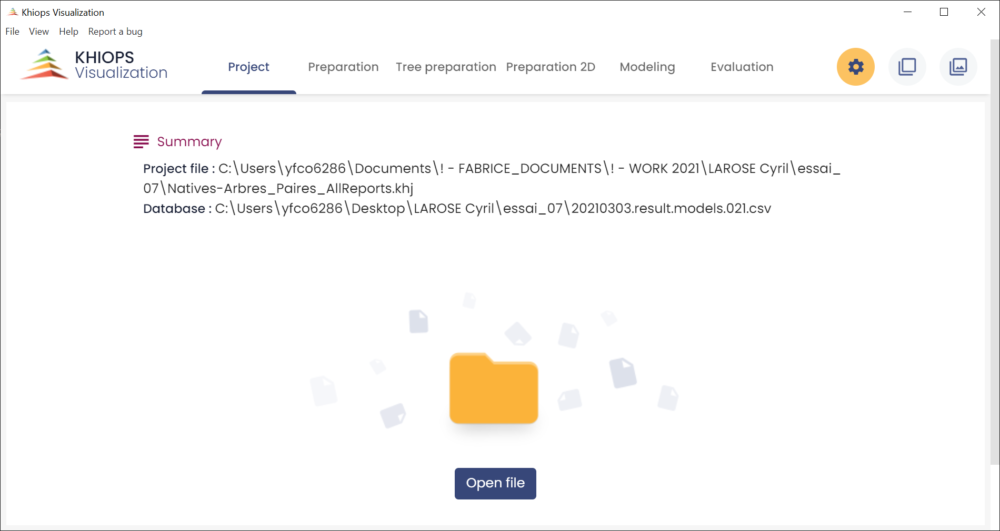 Khiops Visualization
File View Help Report a bug
KHIOPS
Visualization
Project Preparation Tree preparation Preparation 2D Modeling Evaluation
Summary
Project file : C:\Users\yfco6286\Documents\! - FABRICE_DOCUMENTS\! - WORK 2021\LAROSE Cyril\essai_
07\Natives-Arbres_Paires_AllReports.khj
Database : C:\Users\yfco6286\Desktop\LAROSE Cyril\essai_07\20210303.result.models.021.csv
Open file